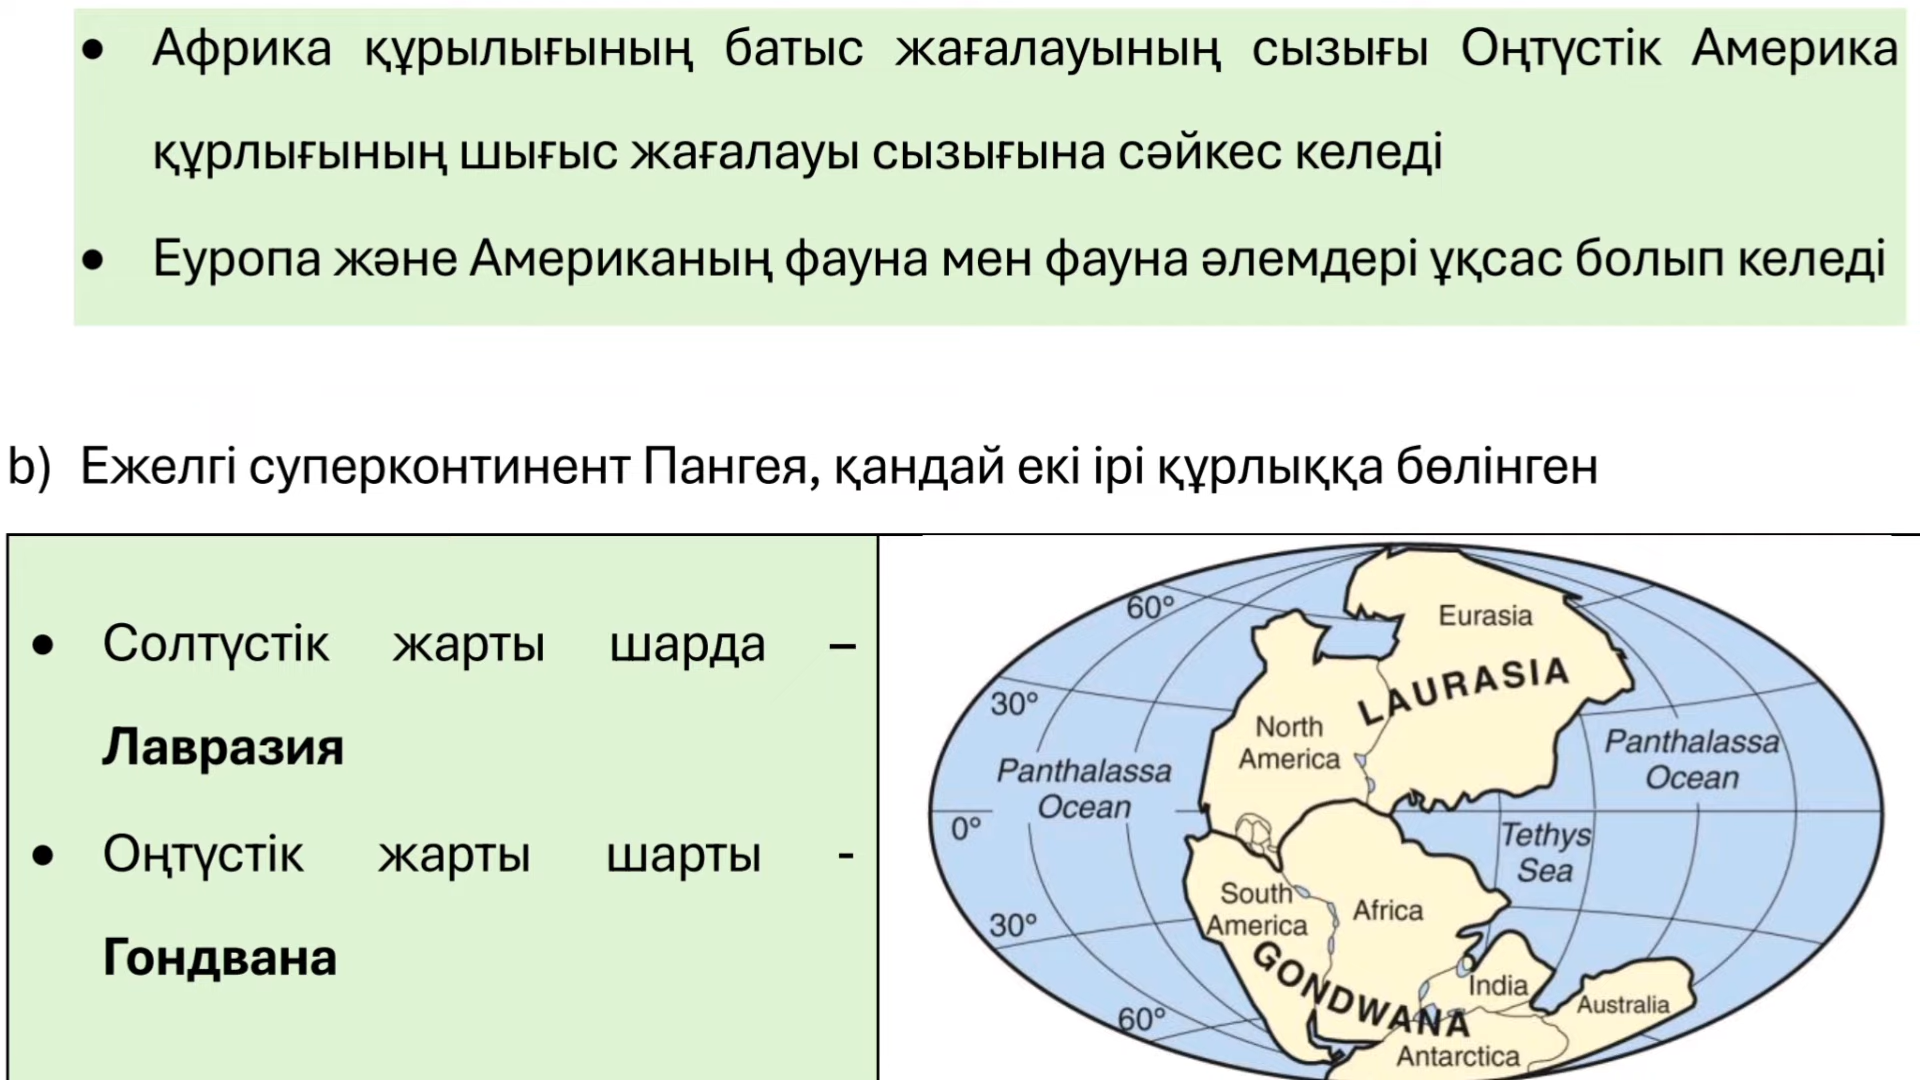 • Африка құрылығының батыс жағалауының сызығы Оңтүстік Америка
құрлығының шығыс жағалауы сызығына сәйкес келеді
• Еуропа және Американың фауна мен фауна әлемдері ұқсас болып келеді
b) Ежелгі суперконтинент Пангея, қандай екі ірі құрлыққа бөлінген
• Солтүстік жарты шарда –
Лавразия
• Оңтүстік жарты шарты -
Гондвана
60°
Eurasia
LAURASIA
30°
North
America
Panthalassa
Ocean
Panthalassa
Ocean
0°
Tethys
Sea
South
America
Africa
30°
GONDWANA
India
Australia
60°
Antarctica